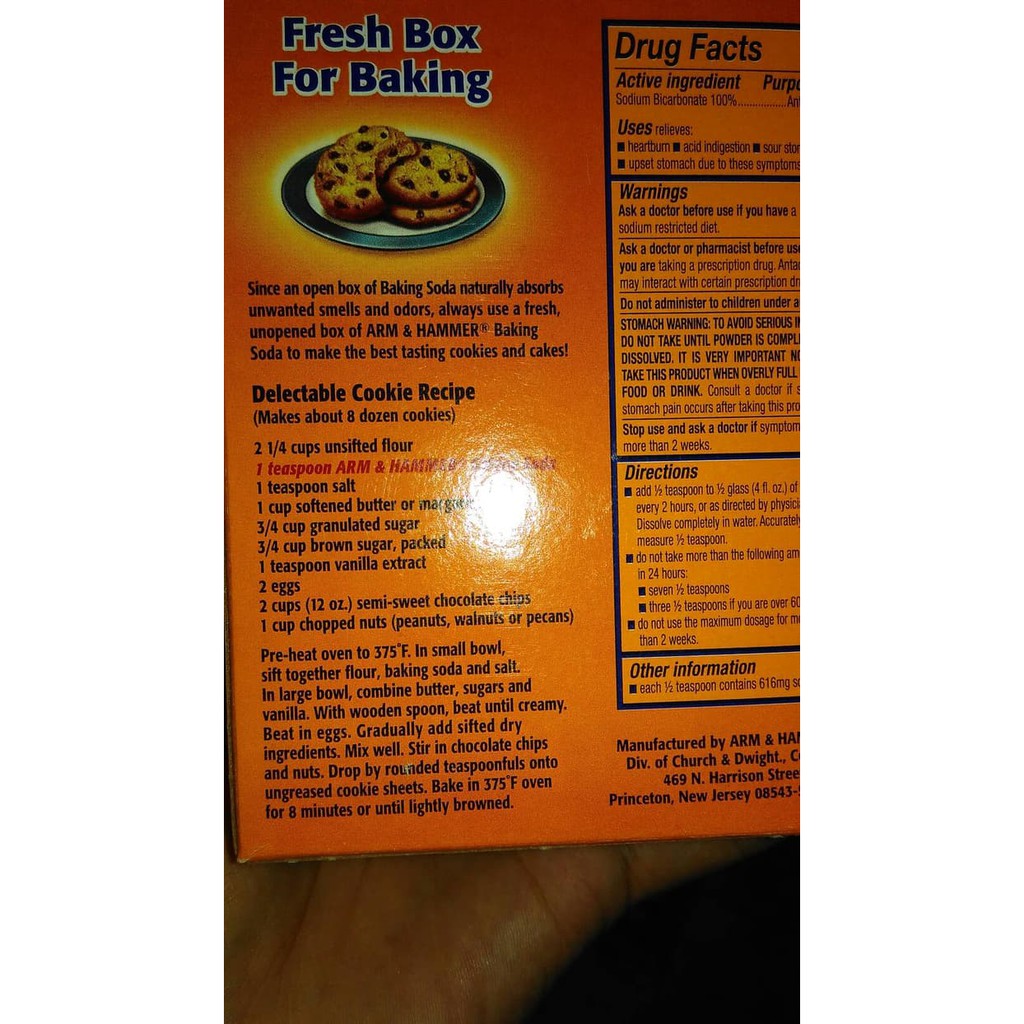 Fresh Box
For Baking
Since an open box of Baking Soda naturally absorbs
unwanted smells and odors, always use a fresh,
unopened box of ARM & HAMMER® Baking
Soda to make the best tasting cookies and cakes!
Delectable Cookie Recipe
(Makes about 8 dozen cookies)
2 1/4 cups unsifted flour
1 teaspoon ARM & HAMMER
1 teaspoon salt
1 cup softened butter or
3/4 cup granulated sugar
3/4 cup brown sugar, packed
1 teaspoon vanilla extract
2 eggs
2 cups (12 oz.) semi-sweet chocolate chips
1 cup chopped nuts (peanuts, walnuts or pecans)
Pre-heat oven to 375°F. In small bowl,
sift together flour, baking soda and salt.
In large bowl, combine butter, sugars and
vanilla. With wooden spoon, beat until creamy.
Beat in eggs. Gradually add sifted dry
ingredients. Mix well. Stir in chocolate chips
and nuts. Drop by rounded teaspoonfuls onto
ungreased cookie sheets. Bake in 375°F oven
for 8 minutes or until lightly browned.
Drug Facts
Active ingredient Purp
Sodium Bicarbonate 100%.................An
Uses relieves:
■ heartburn ■ acid indigestion ■ sour
■ upset stomach due to these symptoms
Warnings
Ask a doctor before use if you have a
sodium restricted diet.
Ask a doctor or pharmacist before use
you are taking a prescription drug.
may interact with certain prescription
Do not administer to children under
STOMACH WARNING: TO AVOID SERIOUS
DO NOT TAKE UNTIL POWDER IS
DISSOLVED. IT IS VERY IMPORTANT
TAKE THIS PRODUCT WHEN OVERLY FULL
FOOD OR DRINK. Consult a doctor if
stomach pain occurs after taking this
Stop use and ask a doctor if symptom
more than 2 weeks.
Directions
■ add ½ teaspoon to ½ glass (4 fl. oz.) of
every 2 hours, or as directed by
Dissolve completely in water. Accurately
measure ½ teaspoon.
■ do not take more than the following
in 24 hours:
■ seven ½ teaspoons
■ three ½ teaspoons if you are over 60
■ do not use the maximum dosage for
than 2 weeks.
Other information
■ each ½ teaspoon contains 616mg
Manufactured by ARM & HA
Div. of Church & Dwight., C
469 N. Harrison Stree
Princeton, New Jersey 08543-